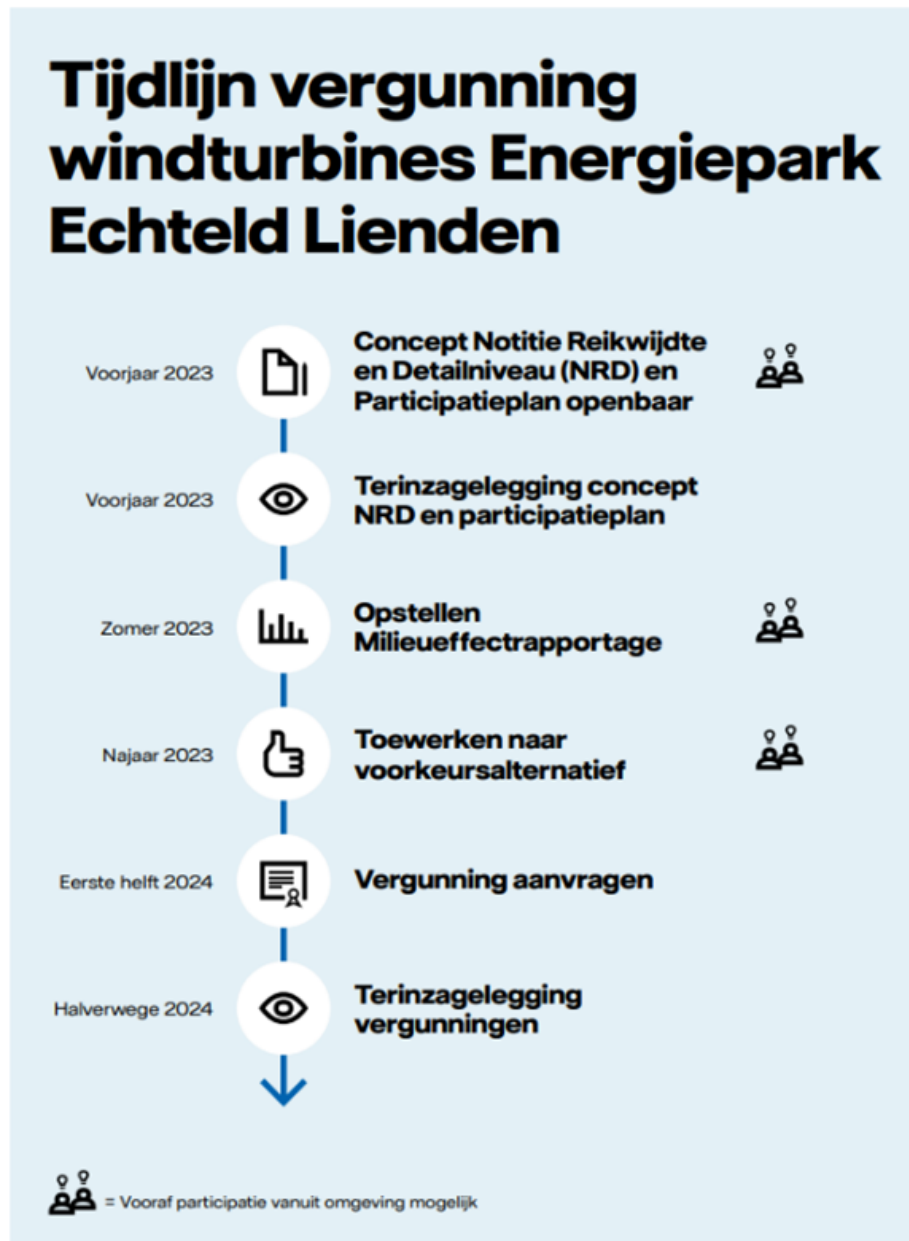 Tijdlijn vergunning
windturbines Energiepark
Echteld Lienden
Voorjaar 2023
Concept Notitie Reikwijdte
en Detailniveau (NRD) en
Participatieplan openbaar
Voorjaar 2023
Terinzagelegging concept
NRD en participatieplan
Zomer 2023
Opstellen
Milieueffectrapportage
Najaar 2023
Toewerken naar
voorkeursalternatief
Eerste helft 2024
Vergunning aanvragen
Halverwege 2024
Terinzagelegging
vergunningen
= Vooraf participatie vanuit omgeving mogelijk